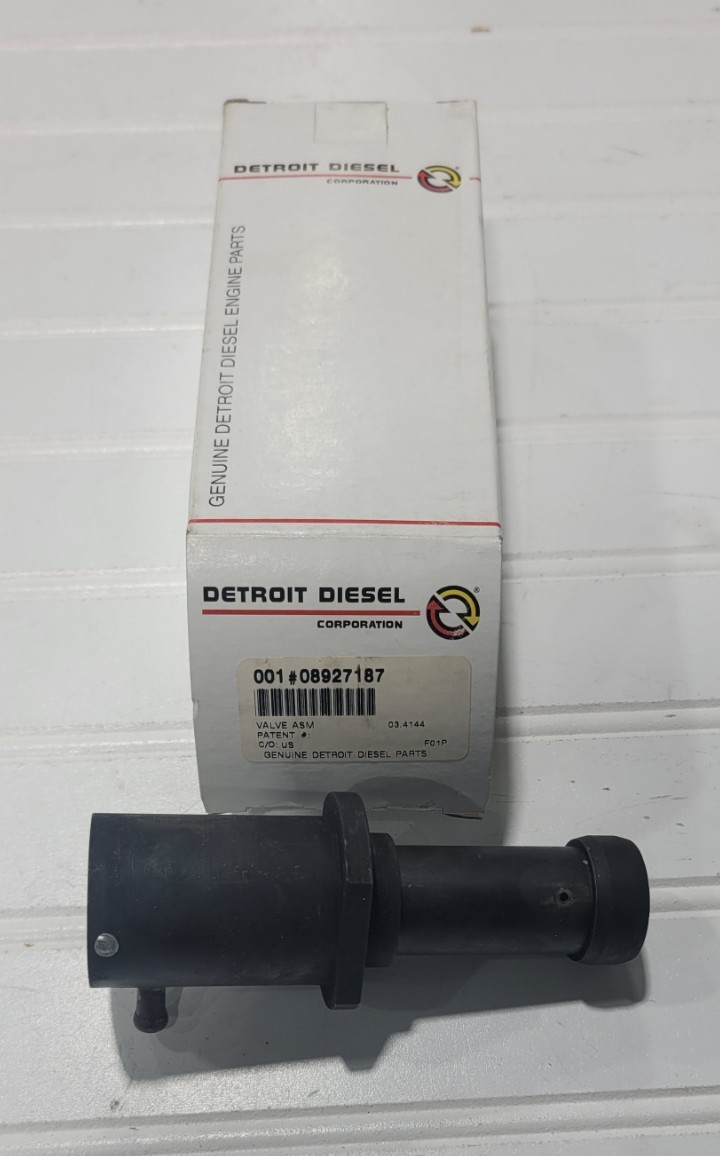 DETROIT DIESEL
CORPORATION
GENUINE DETROIT DIESEL ENGINE PARTS
DETROIT DIESEL
CORPORATION
®
001#08927187
VALVE ASM 03.4144
PATENT #:
C/O: US F01P
GENUINE DETROIT DIESEL PARTS